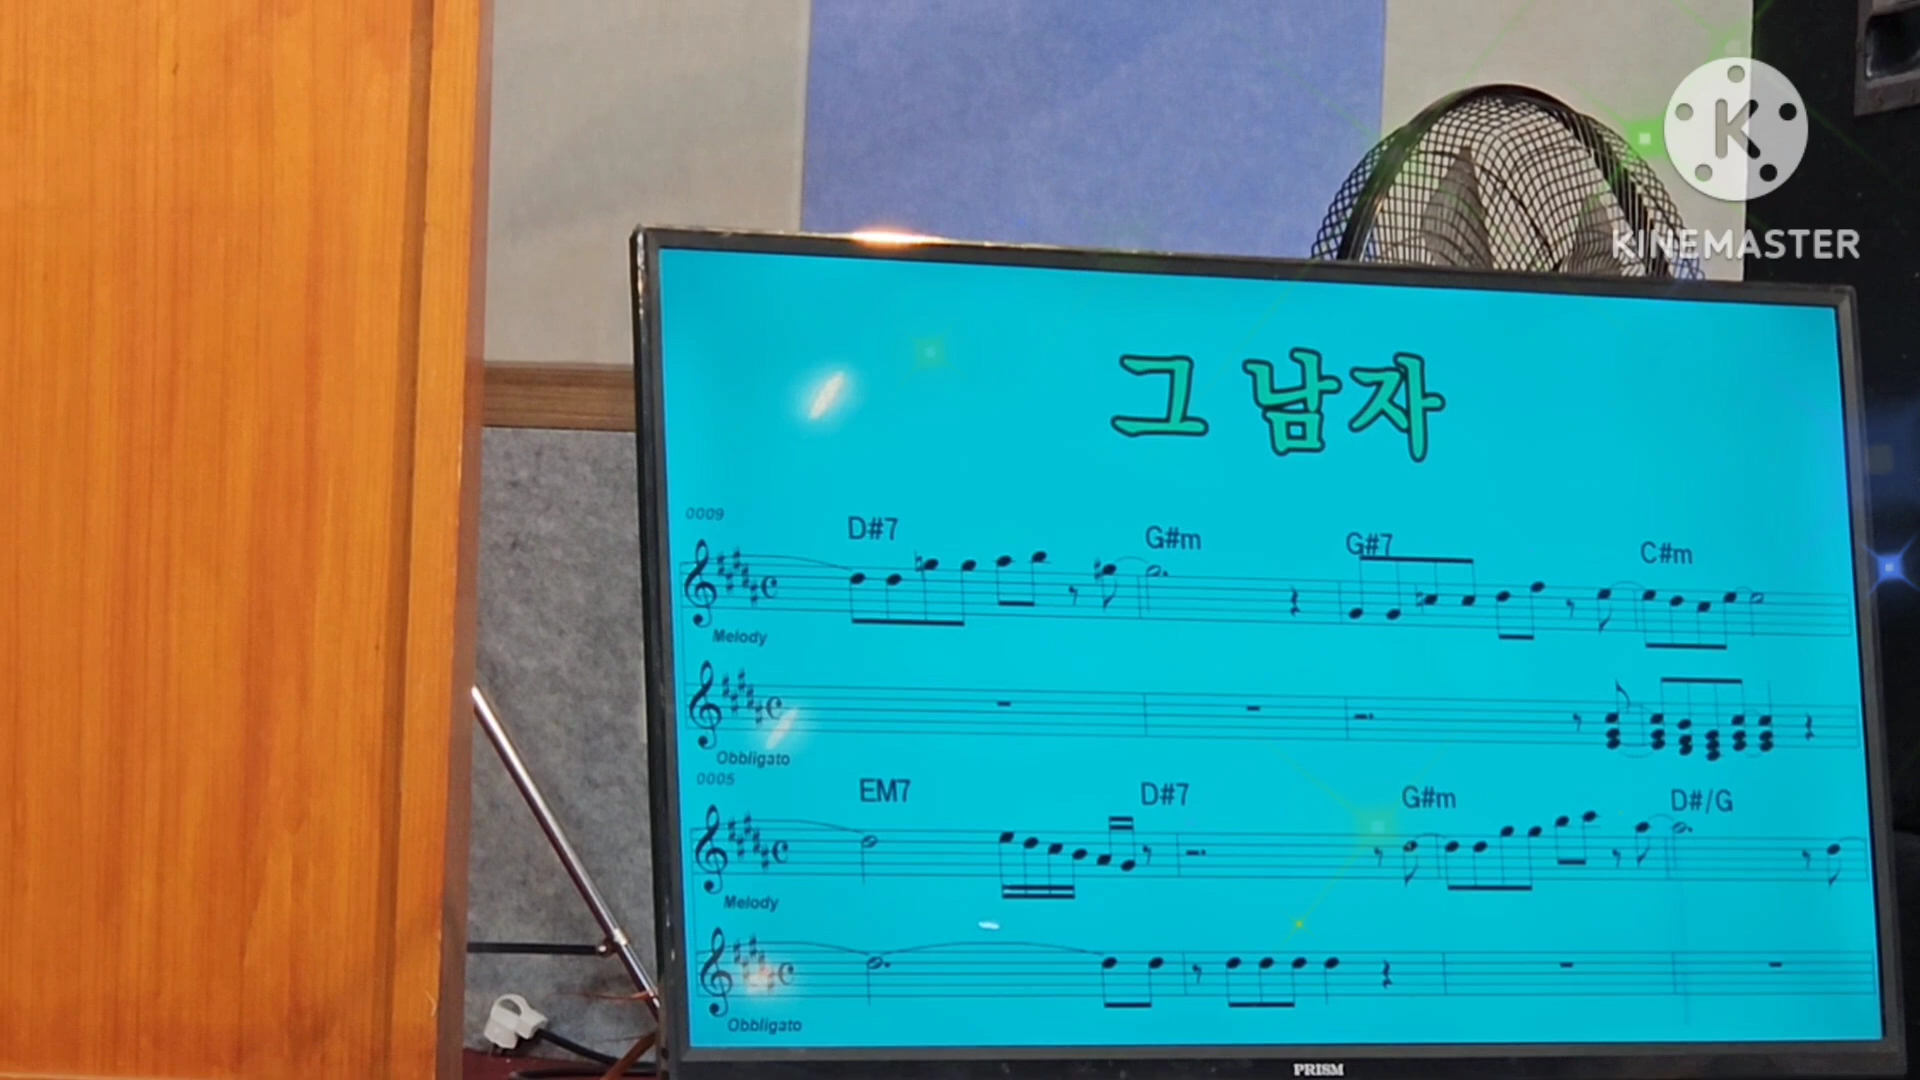 K
KINEMASTER
그 남자
0009
D#7 G#m G#7 C#m
Melody
Obbligato
0005
EM7 D#7 G#m D#/G
Melody
Obbligato
PRISM